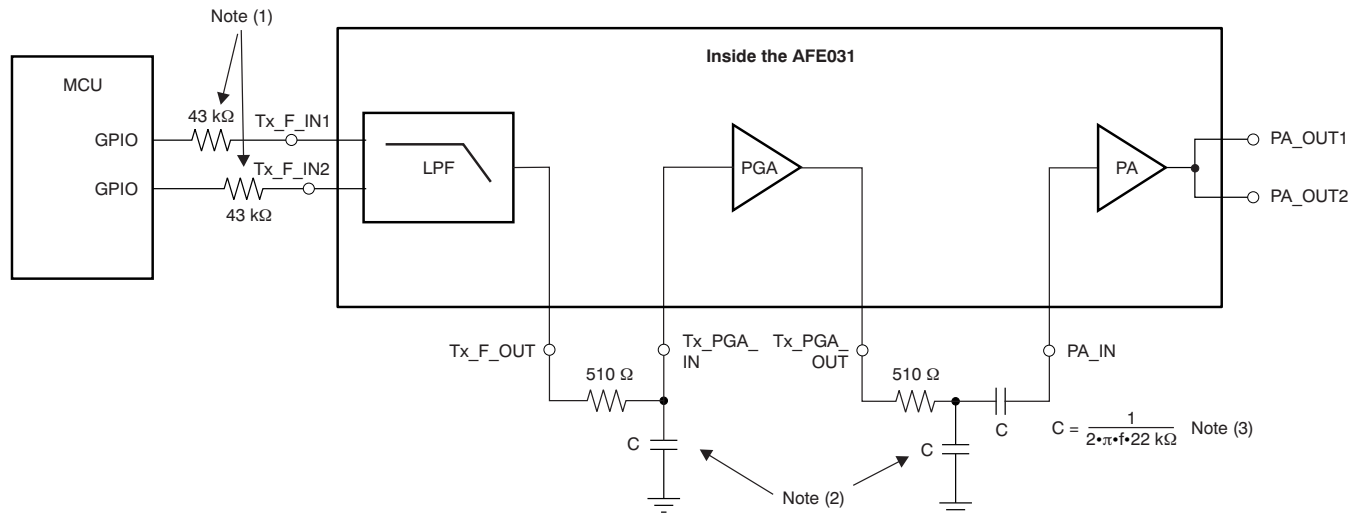 Note (1)
Inside the AFE031
MCU
43 kΩ
Tx_F_IN1
GPIO
PA_OUT1
LPF
PGA
PA
Tx_F_IN2
GPIO
PA_OUT2
43 kΩ
Tx_F_OUT
Tx_PGA_
IN
Tx_PGA_
OUT
PA_IN
510 Ω
510 Ω
C
C
C
C = 1
2•π•f•22 kΩ
Note (3)
Note (2)